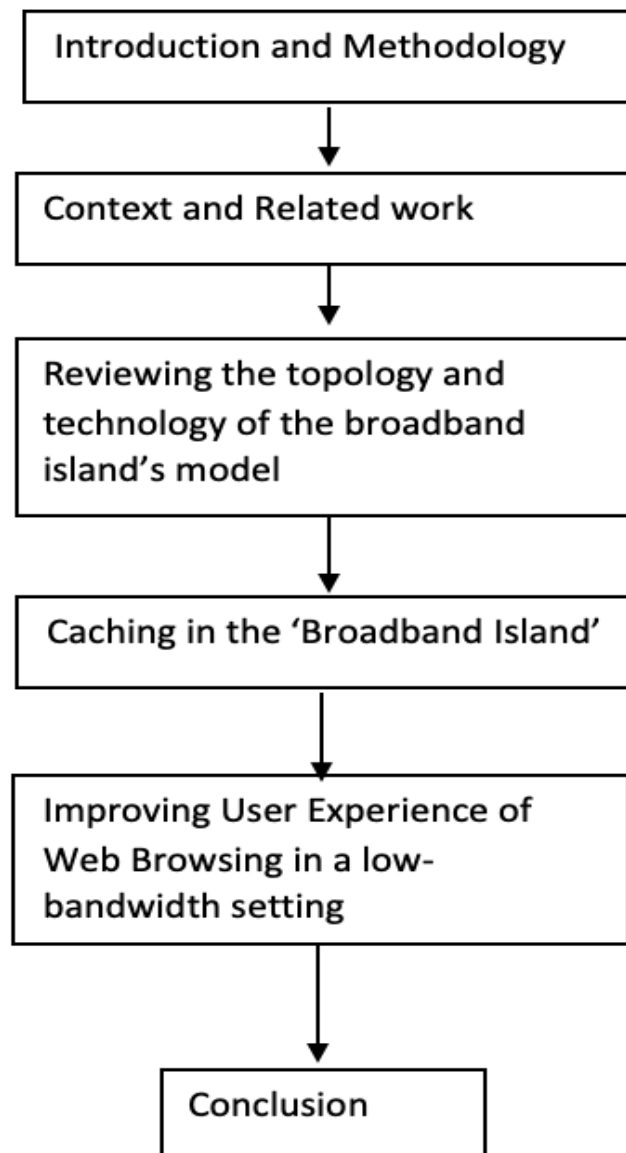 Introduction and Methodology
Context and Related work
Reviewing the topology and
technology of the broadband
island’s model
Caching in the ‘Broadband Island’
Improving User Experience of
Web Browsing in a low-
bandwidth setting
Conclusion